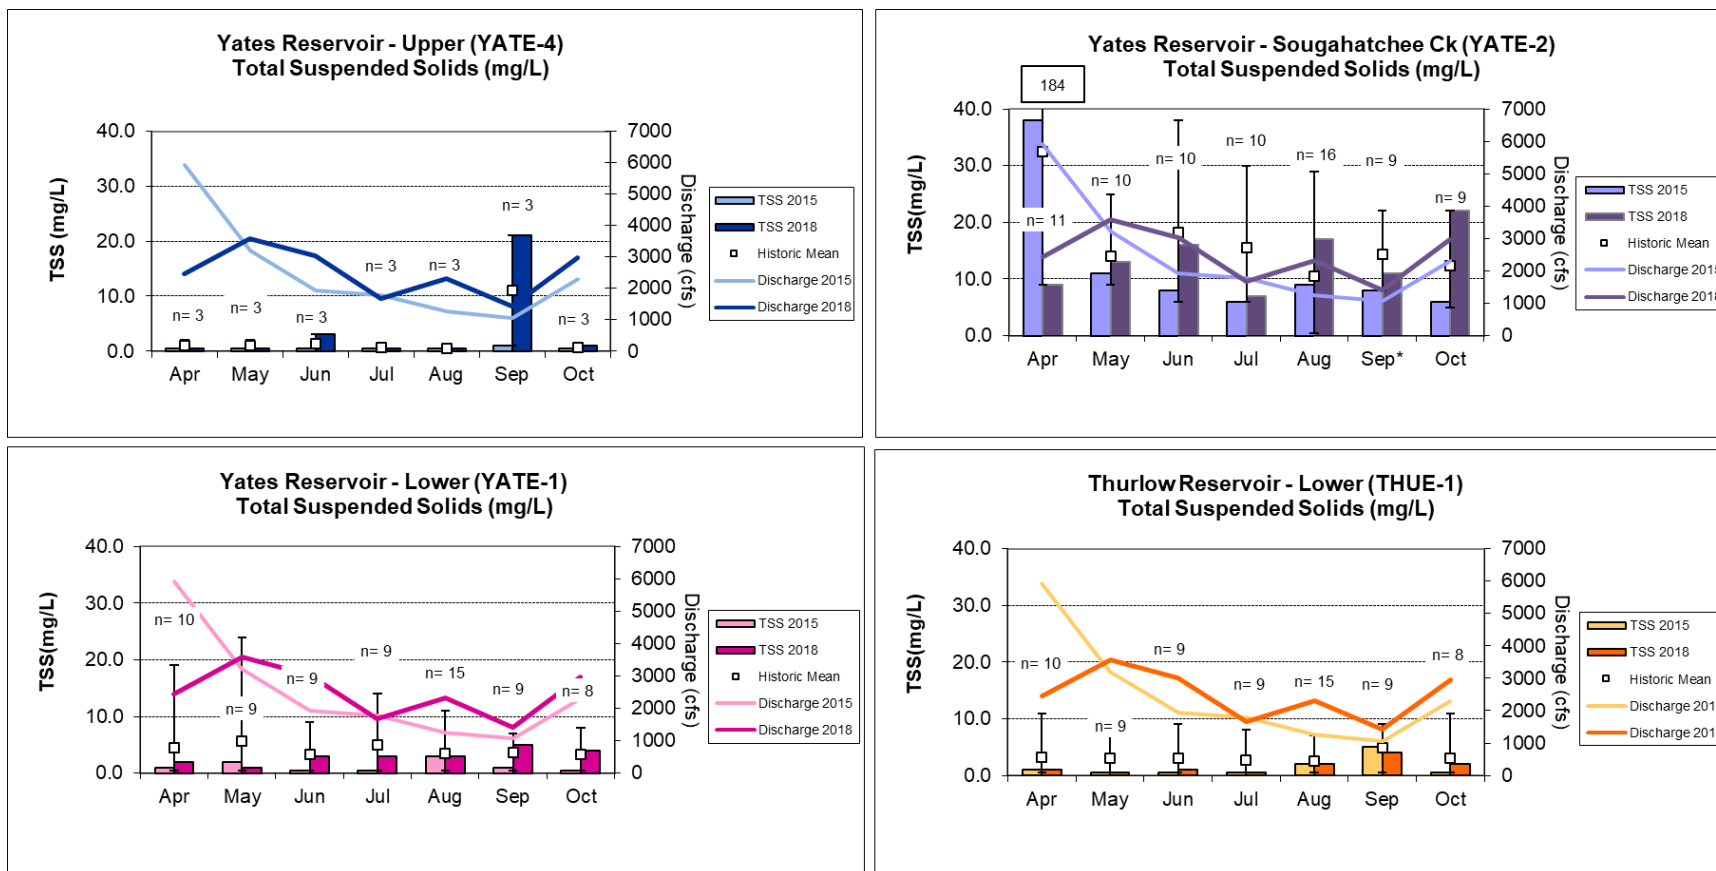 Yates Reservoir - Upper (YATE-4)
Total Suspended Solids (mg/L)
TSS (mg/L)
40.0
30.0
20.0
10.0
0.0
n= 3
n= 3
n= 3
n= 3
n= 3
n= 3
n= 3
Apr May Jun Jul Aug Sep Oct
7000
6000
5000
4000
3000
2000
1000
0
Discharge (cfs)
TSS 2015
TSS 2018
Historic Mean
Discharge 2015
Discharge 2018
Yates Reservoir - Sougahatchee Ck (YATE-2)
Total Suspended Solids (mg/L)
184
TSS(mg/L)
40.0
30.0
20.0
10.0
0.0
n= 11
n= 10
n= 10
n= 10
n= 16
n= 9
n= 9
Apr May Jun Jul Aug Sep* Oct
7000
6000
5000
4000
3000
2000
1000
0
Discharge (cfs)
TSS 2015
TSS 2018
Historic Mean
Discharge 2015
Discharge 2018
Yates Reservoir - Lower (YATE-1)
Total Suspended Solids (mg/L)
TSS(mg/L)
40.0
30.0
20.0
10.0
0.0
n= 10
n= 9
n= 9
n= 9
n= 15
n= 9
n= 8
Apr May Jun Jul Aug Sep Oct
7000
6000
5000
4000
3000
2000
1000
0
Discharge (cfs)
TSS 2015
TSS 2018
Historic Mean
Discharge 2015
Discharge 2018
Thurlow Reservoir - Lower (THUE-1)
Total Suspended Solids (mg/L)
TSS(mg/L)
40.0
30.0
20.0
10.0
0.0
n= 10
n= 9
n= 9
n= 9
n= 15
n= 9
n= 8
Apr May Jun Jul Aug Sep Oct
7000
6000
5000
4000
3000
2000
1000
0
Discharge (cfs)
TSS 2015
TSS 2018
Historic Mean
Discharge 201
Discharge 201